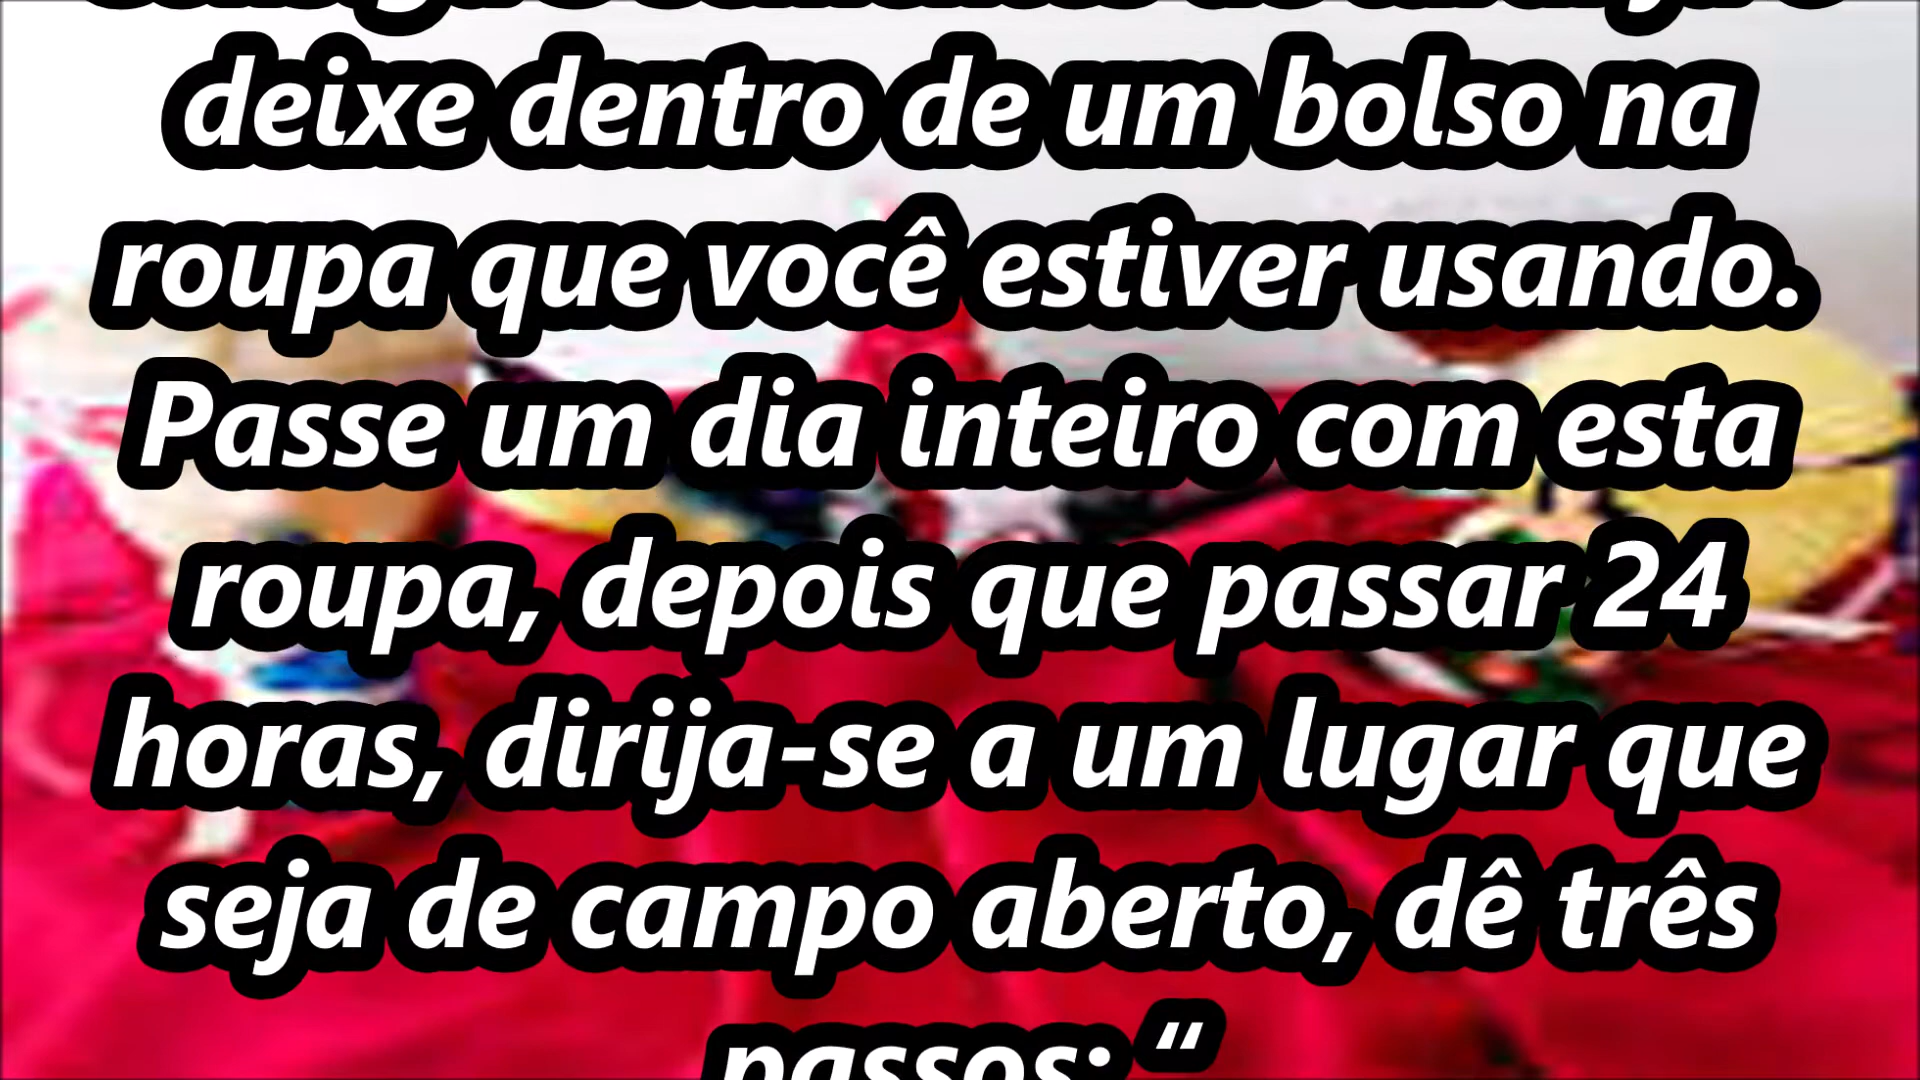 deixe dentro de um bolso na
roupa que você estiver usando.
Passe um dia inteiro com esta
roupa, depois que passar 24
horas, dirija-se a um lugar que
seja de campo aberto, dê três
passos: “